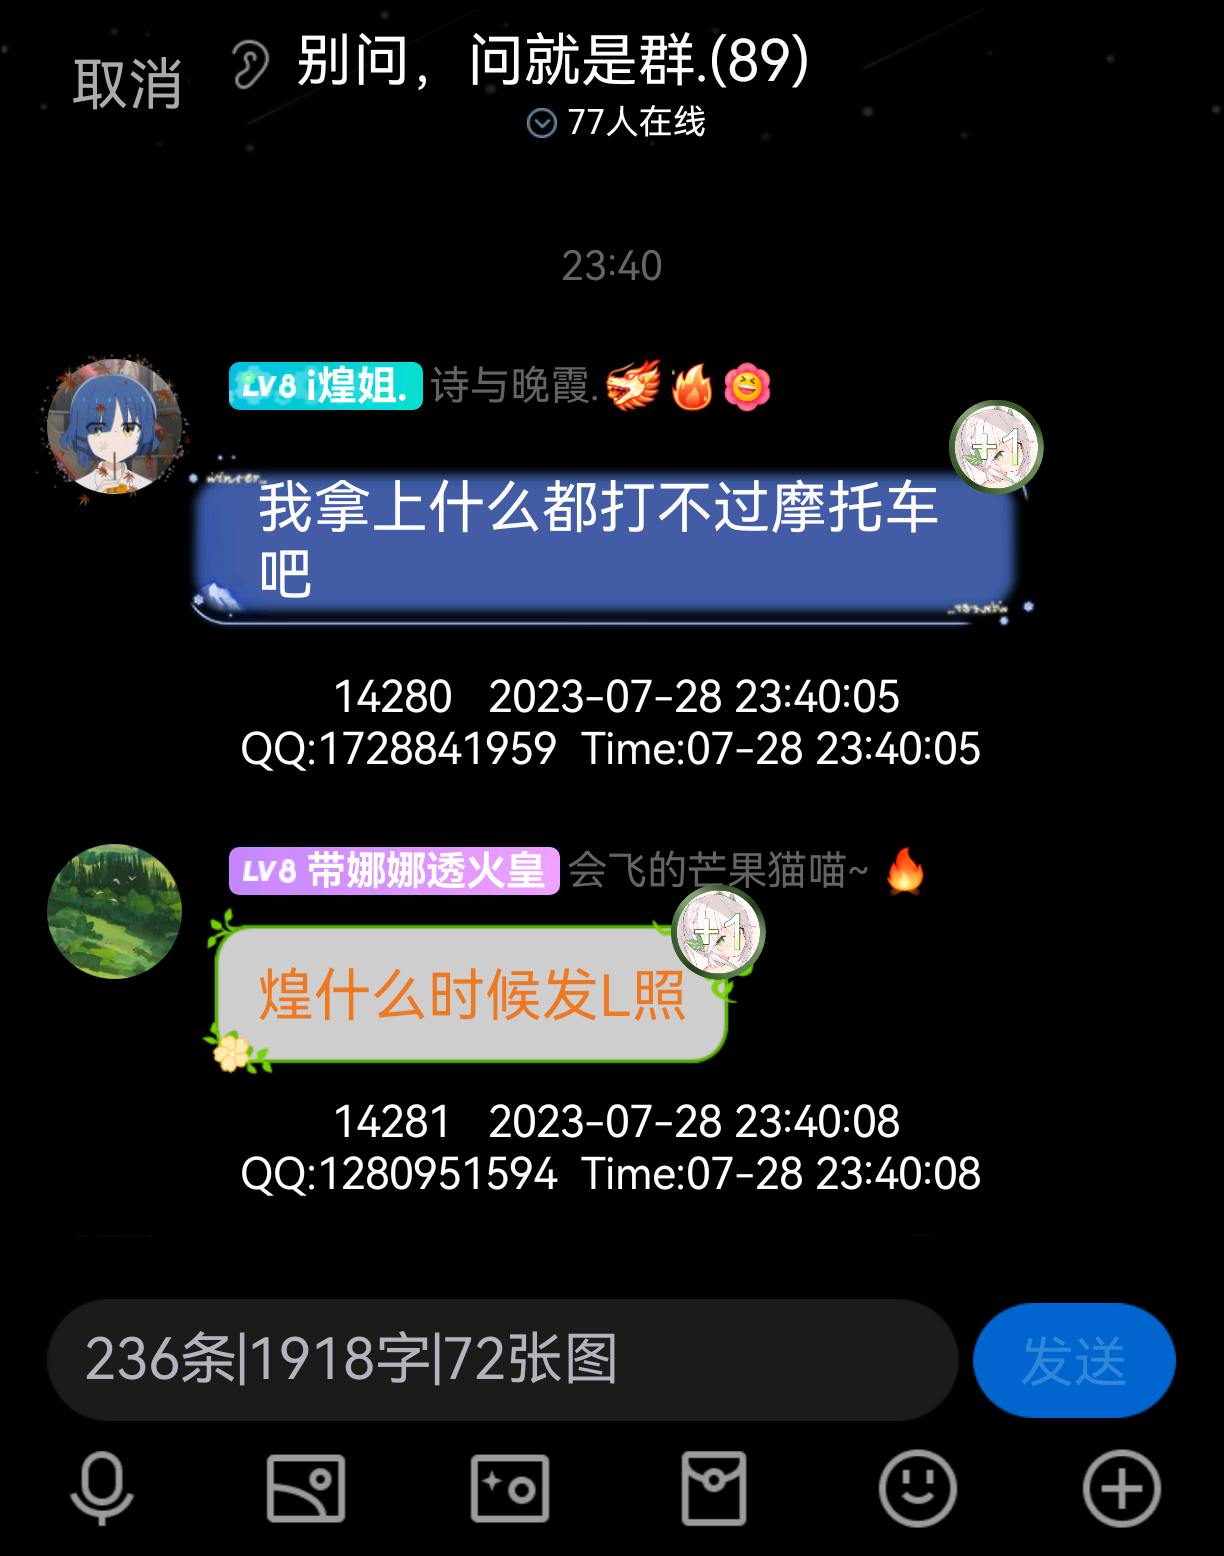 取消
别问，问就是群.(89)
77人在线
23:40
LV8 i煌姐. 诗与晚霞.
+1
winter
我拿上什么都打不过摩托车
吧
14280 2023-07-28 23:40:05
QQ:1728841959 Time:07-28 23:40:05
LV8 带娜娜透火皇 会飞的芒果猫喵~
+1
煌什么时候发L照
14281 2023-07-28 23:40:08
QQ:1280951594 Time:07-28 23:40:08
236条|1918字|72张图
发送